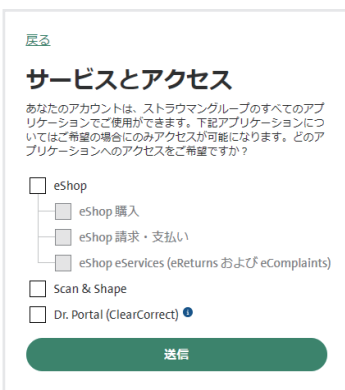 戻る
サービスとアクセス
あなたのアカウントは、ストラウマングループのすべてのアプ
リケーションでご使用ができます。下記アプリケーションにつ
いてはご希望の場合にのみアクセスが可能になります。どのア
プリケーションへのアクセスをご希望ですか？
eShop
eShop 購入
eShop 請求・支払い
eShop eServices (eReturns および eComplaints)
Scan & Shape
Dr. Portal (ClearCorrect) i
送信